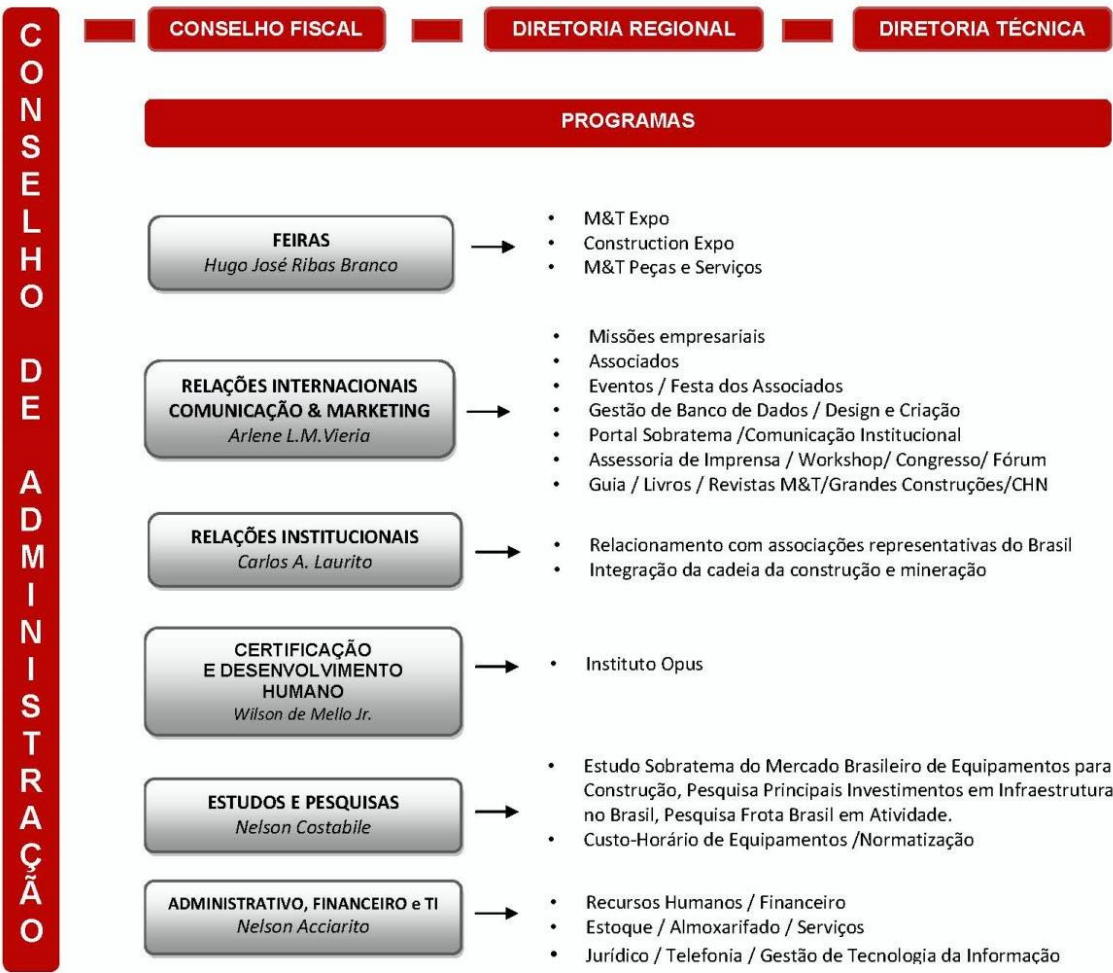 CONSELHO DE ADMINISTRAÇÃO
CONSELHO FISCAL
DIRETORIA REGIONAL
DIRETORIA TÉCNICA
PROGRAMAS
FEIRAS
Hugo José Ribas Branco
• M&T Expo
• Construction Expo
• M&T Peças e Serviços
RELAÇÕES INTERNACIONAIS
COMUNICAÇÃO & MARKETING
Arlene L.M.Vieria
• Missões empresariais
• Associados
• Eventos / Festa dos Associados
• Gestão de Banco de Dados / Design e Criação
• Portal Sobratema /Comunicação Institucional
• Assessoria de Imprensa / Workshop/ Congresso/ Fórum
• Guia / Livros / Revistas M&T/Grandes Construções/CHN
RELAÇÕES INSTITUCIONAIS
Carlos A. Laurito
• Relacionamento com associações representativas do Brasil
• Integração da cadeia da construção e mineração
CERTIFICAÇÃO
E DESENVOLVIMENTO
HUMANO
Wilson de Mello Jr.
• Instituto Opus
ESTUDOS E PESQUISAS
Nelson Costabile
• Estudo Sobratema do Mercado Brasileiro de Equipamentos para
Construção, Pesquisa Principais Investimentos em Infraestrutura
no Brasil, Pesquisa Frota Brasil em Atividade.
• Custo-Horário de Equipamentos /Normatização
ADMINISTRATIVO, FINANCEIRO e TI
Nelson Acciarito
• Recursos Humanos / Financeiro
• Estoque / Almoxarifado / Serviços
• Jurídico / Telefonia / Gestão de Tecnologia da Informação